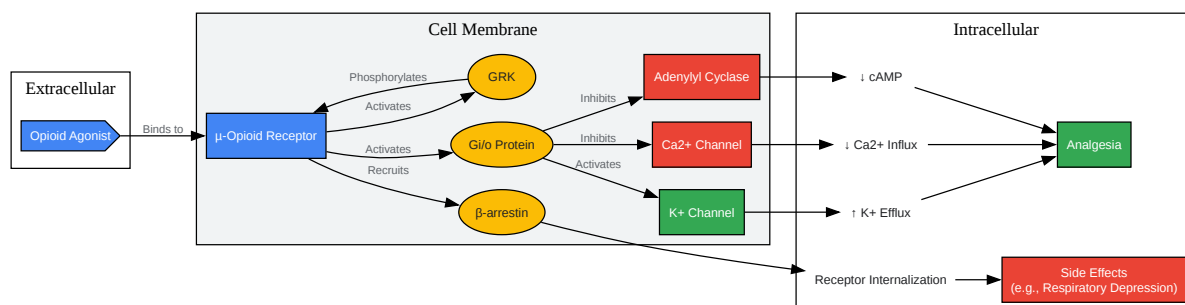 Cell Membrane
Intracellular
Extracellular
Opioid Agonist
Binds to
μ-Opioid Receptor
Phosphorylates
Activates
GRK
Activates
Recruits
Gi/o Protein
β-arrestin
Inhibits
Inhibits
Activates
Adenylyl Cyclase
Ca2+ Channel
K+ Channel
↓ cAMP
↓ Ca2+ Influx
↑ K+ Efflux
Analgesia
Receptor Internalization
Side Effects
(e.g., Respiratory Depression)